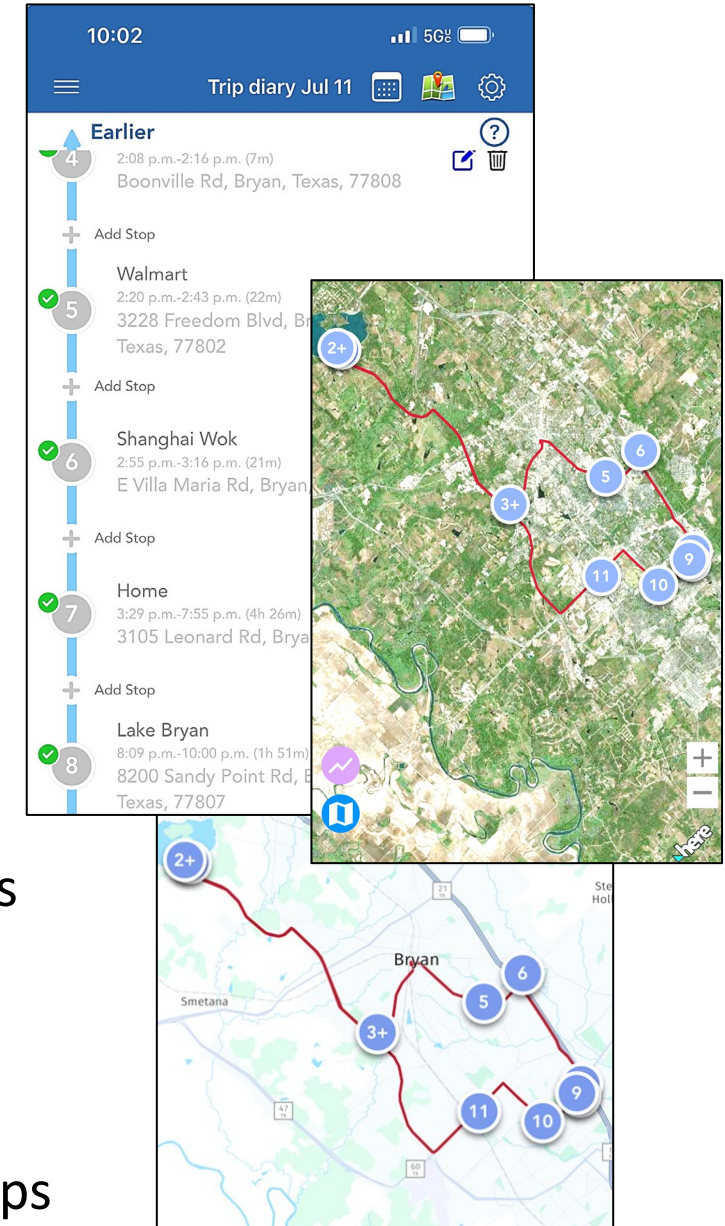 10:02
5G
Trip diary Jul 11
Earlier
?
4
2:08 p.m.-2:16 p.m. (7m)
Boonville Rd, Bryan, Texas, 77808
Add Stop
Walmart
5
2:20 p.m.-2:43 p.m. (22m)
3228 Freedom Blvd, Br
Texas, 77802
Add Stop
Shanghai Wok
6
2:55 p.m.-3:16 p.m. (21m)
E Villa Maria Rd, Bryan,
Add Stop
Home
7
3:29 p.m.-7:55 p.m. (4h 26m)
3105 Leonard Rd, Brya
Add Stop
Lake Bryan
8
8:09 p.m.-10:00 p.m. (1h 51m)
8200 Sandy Point Rd, B
Texas, 77807
2+
6
5
3+
9
11
10
+
−
here
s
2+
21
TX
Ste
Holl
Bryan
6
Smetana
5
3+
9
47
TX
11
10
60
TX
ps